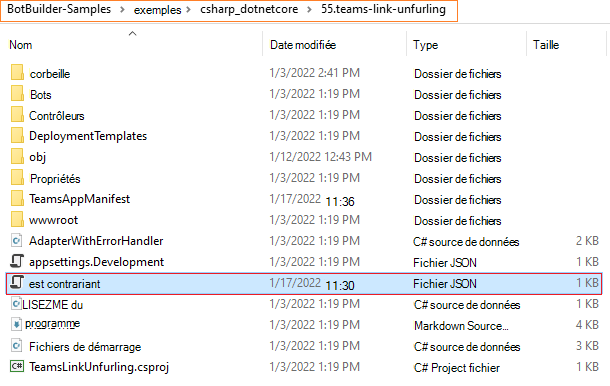 BotBuilder-Samples > exemples > csharp_dotnetcore > 55.teams-link-unfurling
Nom Date modifiée Type Taille
corbeille 1/3/2022 2:41 PM Dossier de fichiers
Bots 1/3/2022 1:19 PM Dossier de fichiers
Contrôleurs 1/3/2022 1:19 PM Dossier de fichiers
DeploymentTemplates 1/3/2022 1:19 PM Dossier de fichiers
obj 1/12/2022 12:43 PM Dossier de fichiers
Propriétés 1/3/2022 1:19 PM Dossier de fichiers
TeamsAppManifest 1/17/2022 11:36 Dossier de fichiers
wwwroot 1/3/2022 1:19 PM Dossier de fichiers
AdapterWithErrorHandler 1/3/2022 1:19 PM C# source de données 2 KB
appsettings.Development 1/3/2022 1:19 PM Fichier JSON 1 KB
est contrariant 1/17/2022 11:30 Fichier JSON 1 KB
LISEZME du 1/3/2022 1:19 PM C# source de données 1 KB
programme 1/3/2022 1:19 PM Markdown Source... 4 KB
Fichiers de démarrage 1/3/2022 1:19 PM C# source de données 3 KB
TeamsLinkUnfurling.csproj 1/3/2022 1:19 PM C# Project fichier 1 KB